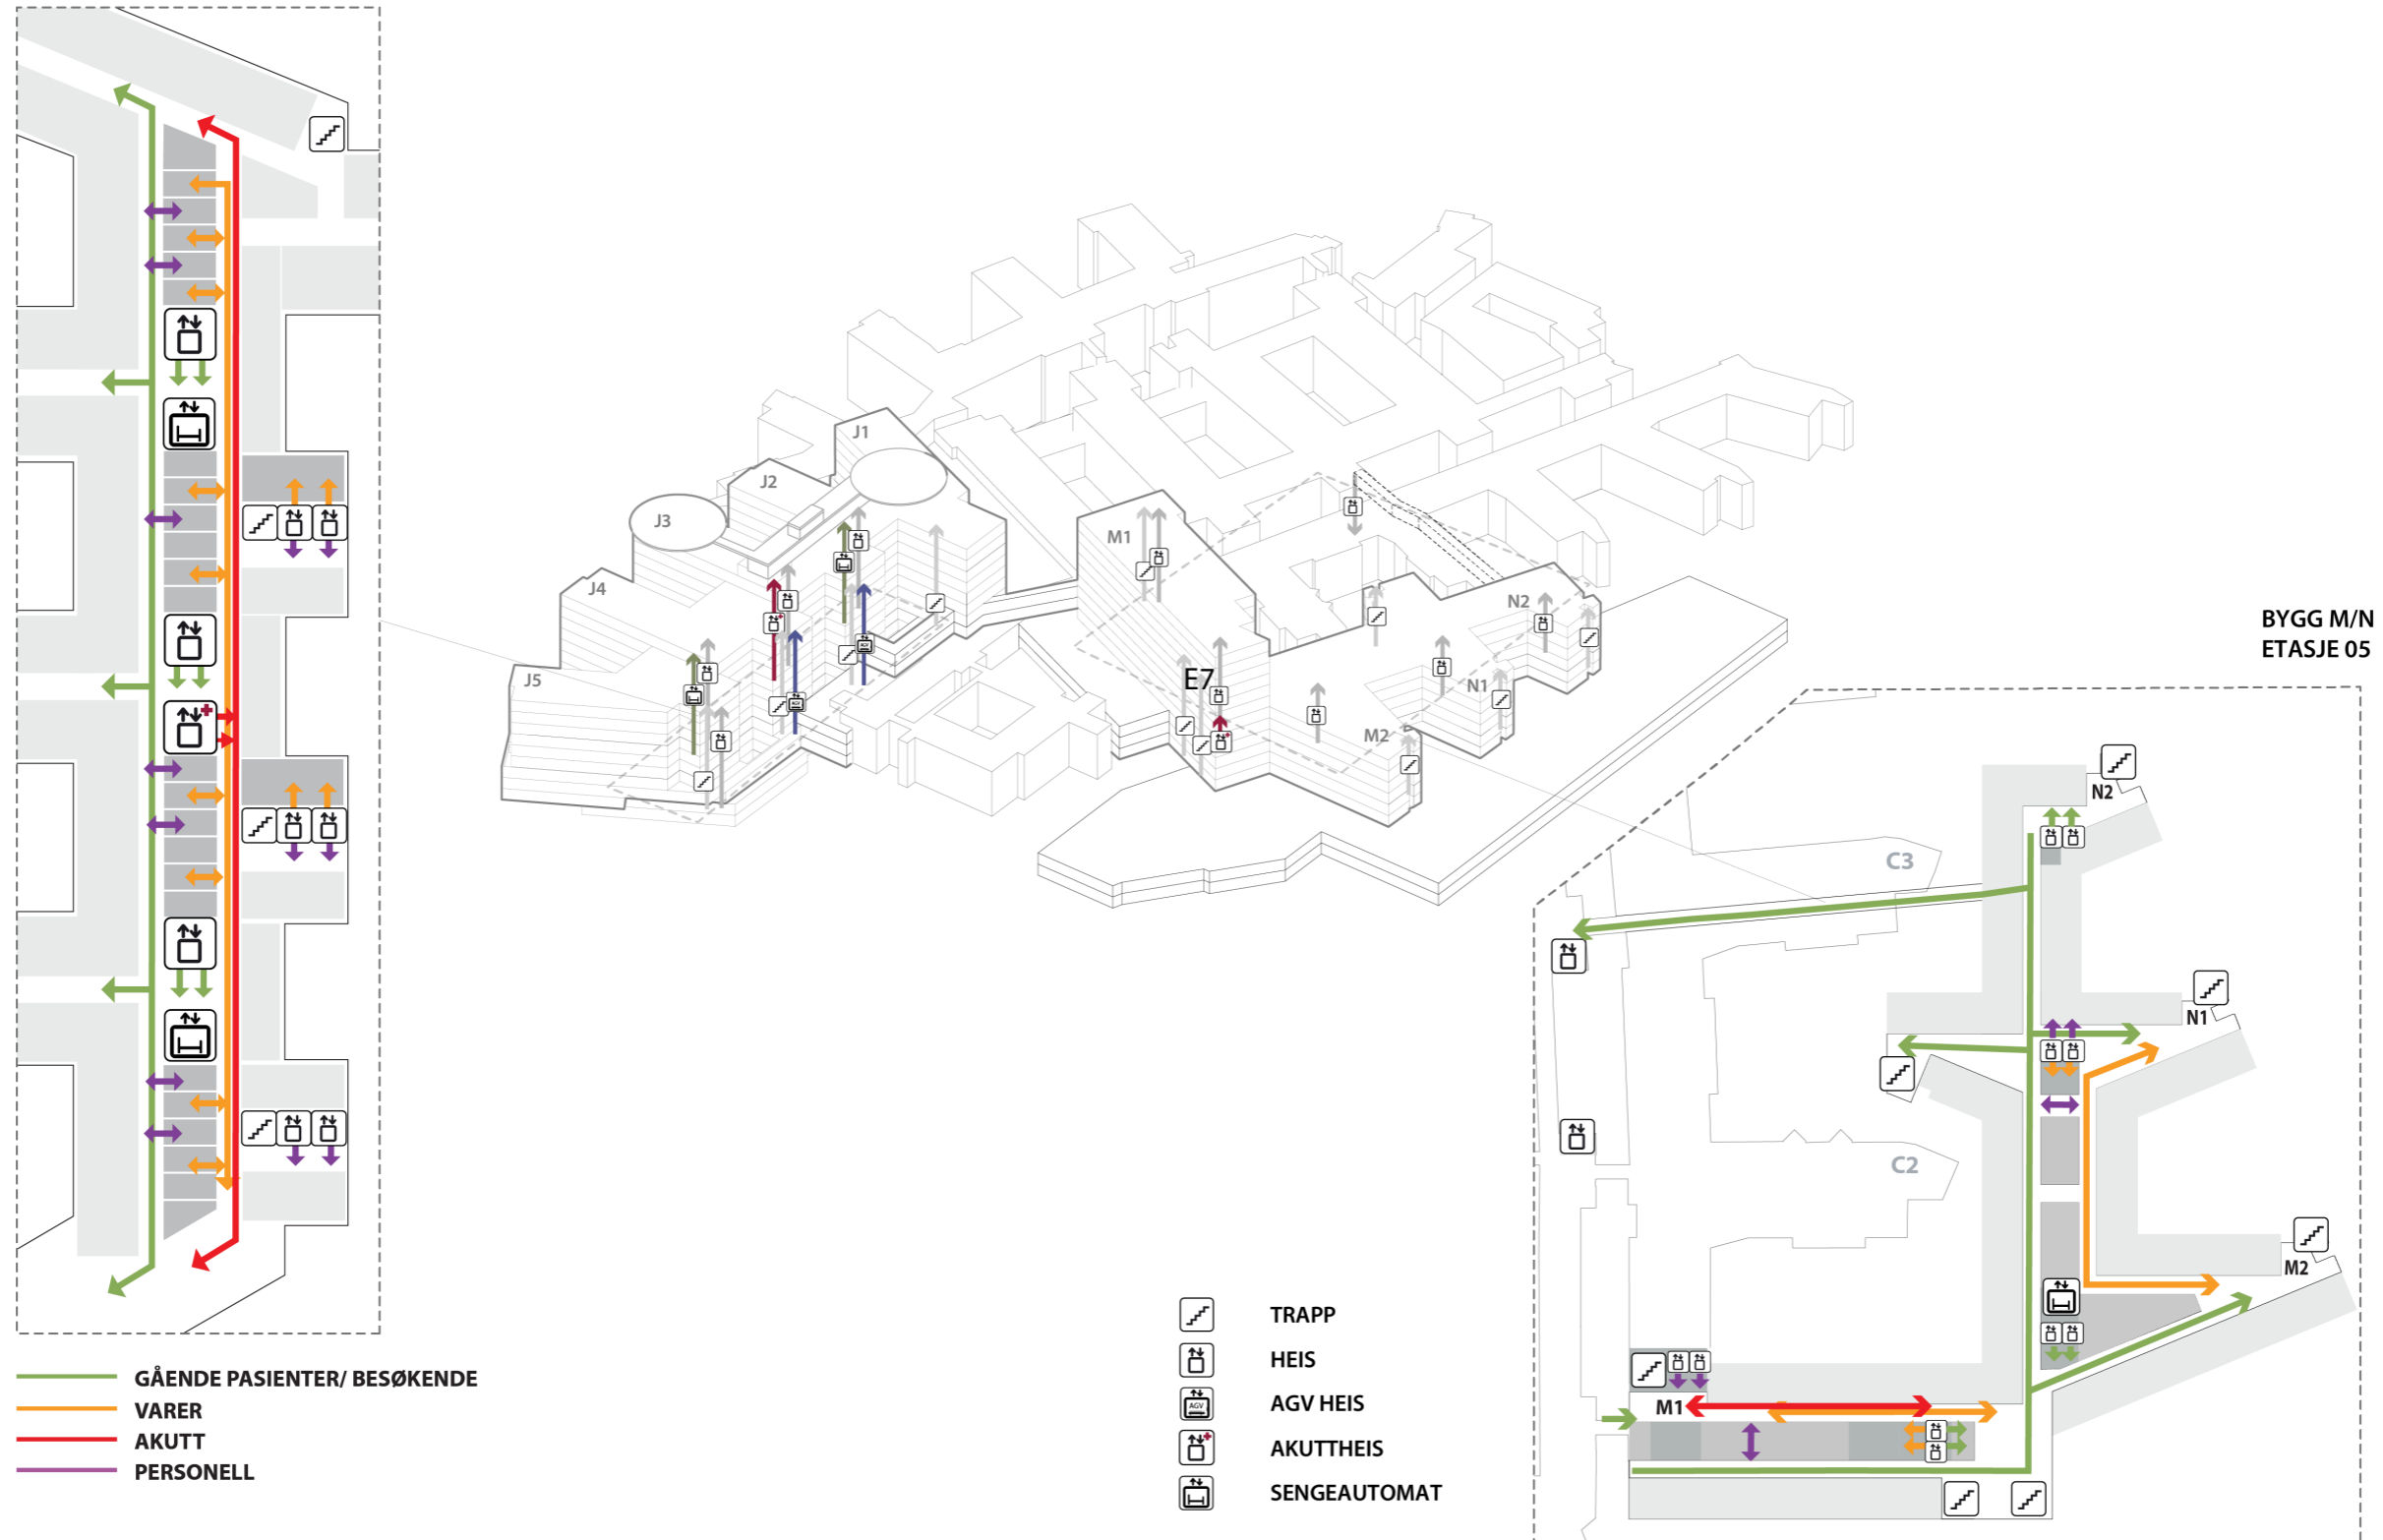 J1
J2
J3
J4
J5
M1
E7
N2
N1
M2
BYGG M/N
ETASJE 05
N2
C3
N1
C2
M2
M1
GÅENDE PASIENTER/ BESØKENDE
VARER
AKUTT
PERSONELL
TRAPP
HEIS
AGV
AGV HEIS
AKUTTHEIS
SENGEAUTOMAT